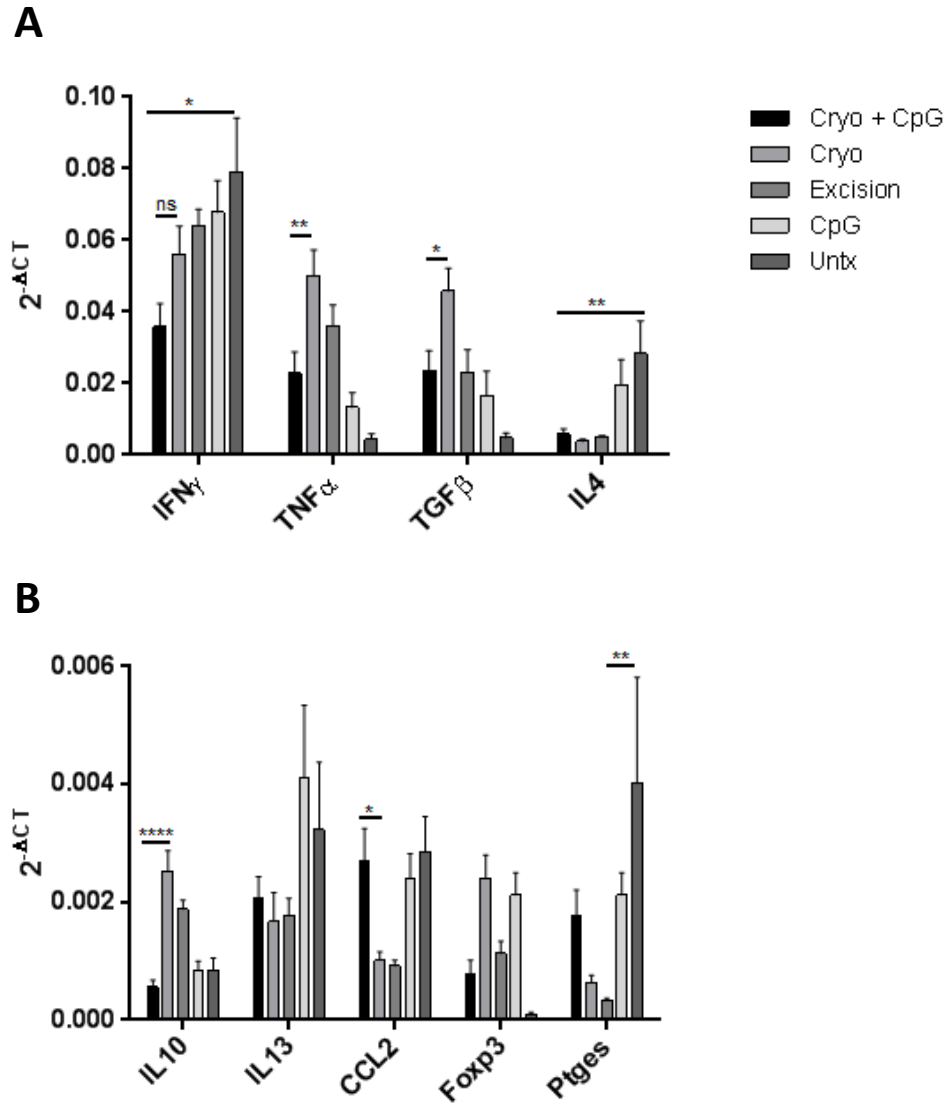 A
0.10
0.08
0.06
0.04
0.02
0.00
2-ΔCT
*
ns
**
*
**
IFNγ
TNFα
TGFβ
IL4
Cryo + CpG
Cryo
Excision
CpG
Untx
B
0.006
0.004
0.002
0.000
2-ΔCT
****
*
**
IL10
IL13
CCL2
Foxp3
Ptges